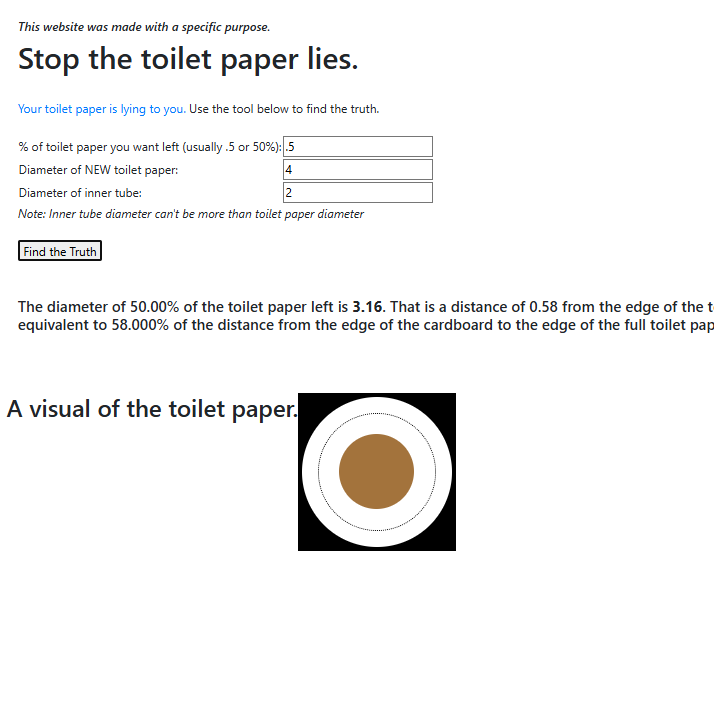 This website was made with a specific purpose.
Stop the toilet paper lies.
Your toilet paper is lying to you. Use the tool below to find the truth.
% of toilet paper you want left (usually .5 or 50%): .5
Diameter of NEW toilet paper: 4
Diameter of inner tube: 2
Note: Inner tube diameter can't be more than toilet paper diameter
Find the Truth
The diameter of 50.00% of the toilet paper left is 3.16. That is a distance of 0.58 from the edge of the
equivalent to 58.000% of the distance from the edge of the cardboard to the edge of the full toilet
A visual of the toilet paper.